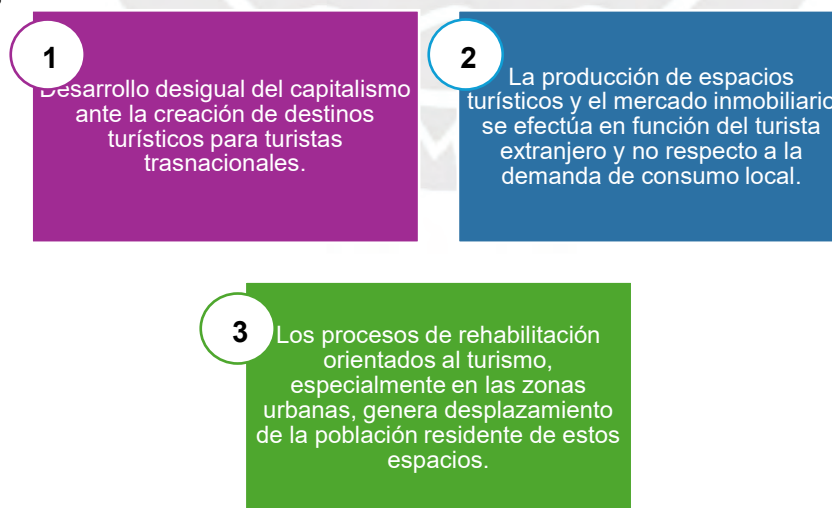 1
Desarrollo desigual del capitalismo
ante la creación de destinos
turísticos para turistas
trasnacionales.
2
La producción de espacios
turísticos y el mercado inmobiliario
se efectúa en función del turista
extranjero y no respecto a la
demanda de consumo local.
3
Los procesos de rehabilitación
orientados al turismo,
especialmente en las zonas
urbanas, genera desplazamiento
de la población residente de estos
espacios.